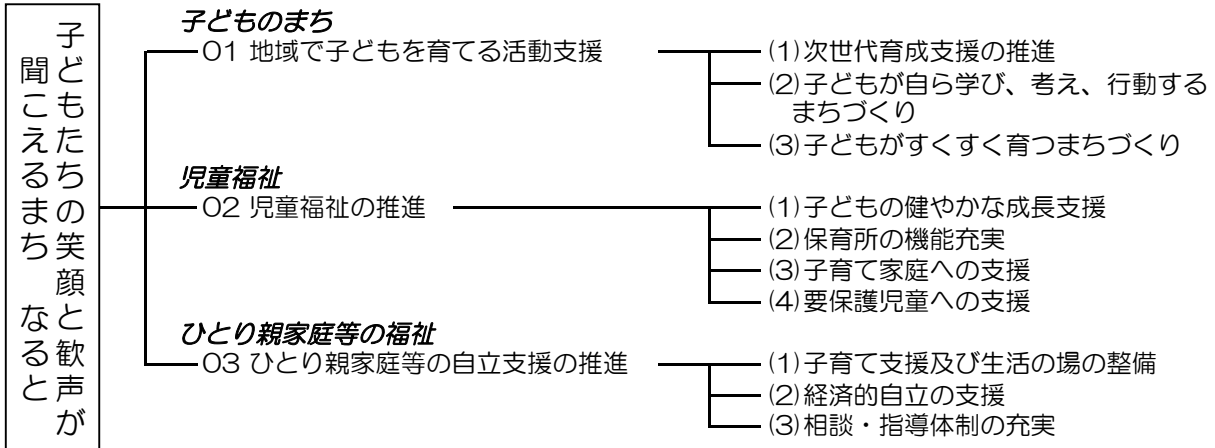 子どもたちの笑顔と歓声が
聞こえるまち　なると
子どものまち
01 地域で子どもを育てる活動支援
(1)次世代育成支援の推進
(2)子どもが自ら学び、考え、行動する
まちづくり
(3)子どもがすくすく育つまちづくり
児童福祉
02 児童福祉の推進
(1)子どもの健やかな成長支援
(2)保育所の機能充実
(3)子育て家庭への支援
(4)要保護児童への支援
ひとり親家庭等の福祉
03 ひとり親家庭等の自立支援の推進
(1)子育て支援及び生活の場の整備
(2)経済的自立の支援
(3)相談・指導体制の充実